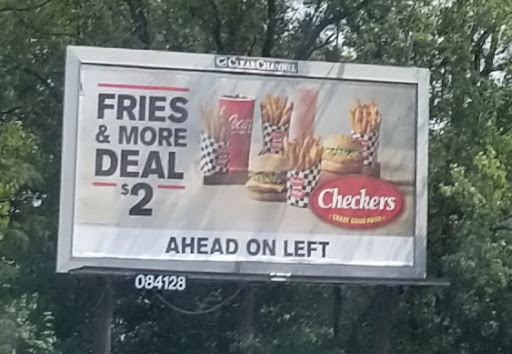 CLEAR CHANNEL
FRIES
& MORE
DEAL
$2
Checkers
CRAZY GOOD FOOD
AHEAD ON LEFT
084128